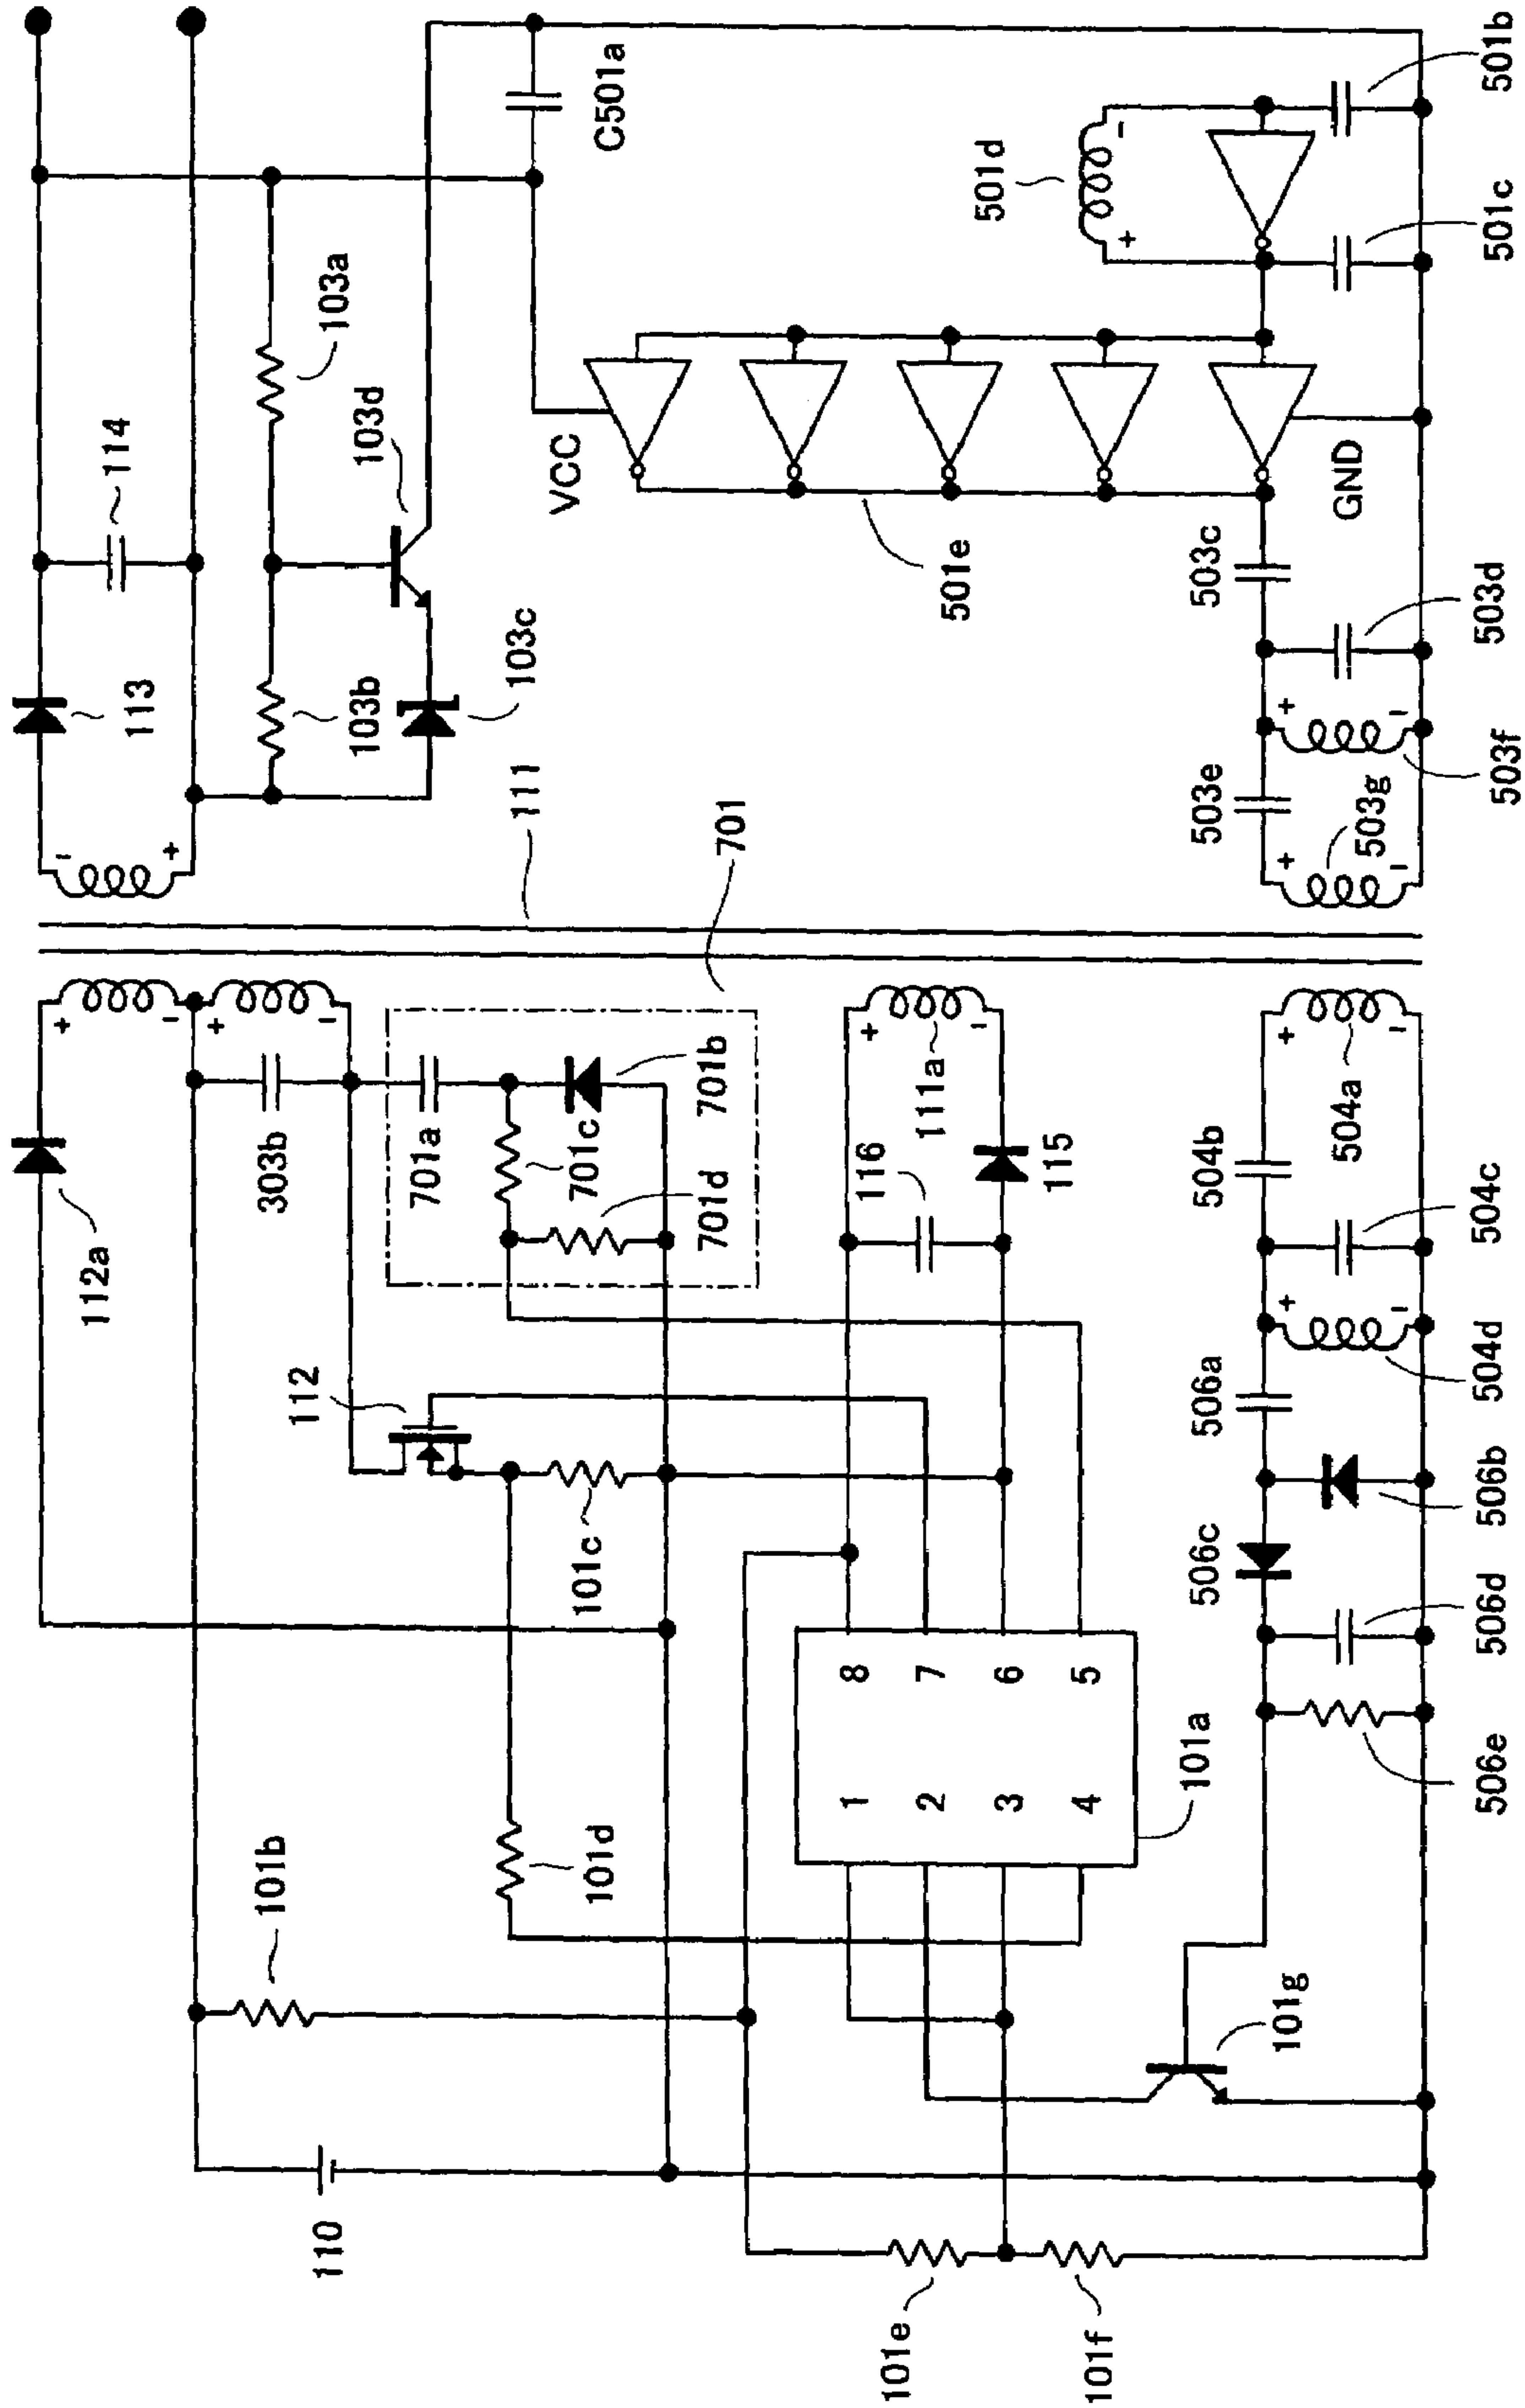 114
103a
113
103b
103d
103c
C501a
VCC
501e
501d
501b
501c
GND
503c
503d
503e
503f
503g
+
-
+
-
+
-
+
-
111
701
112a
303b
+
-
+
-
701a
701b
701c
701d
112
101c
116
115
111a
+
-
101b
101d
8
7
6
5
1
2
3
4
101a
504a
504b
504c
504d
+
-
+
-
506a
506b
506c
506d
506e
101g
110
101e
101f